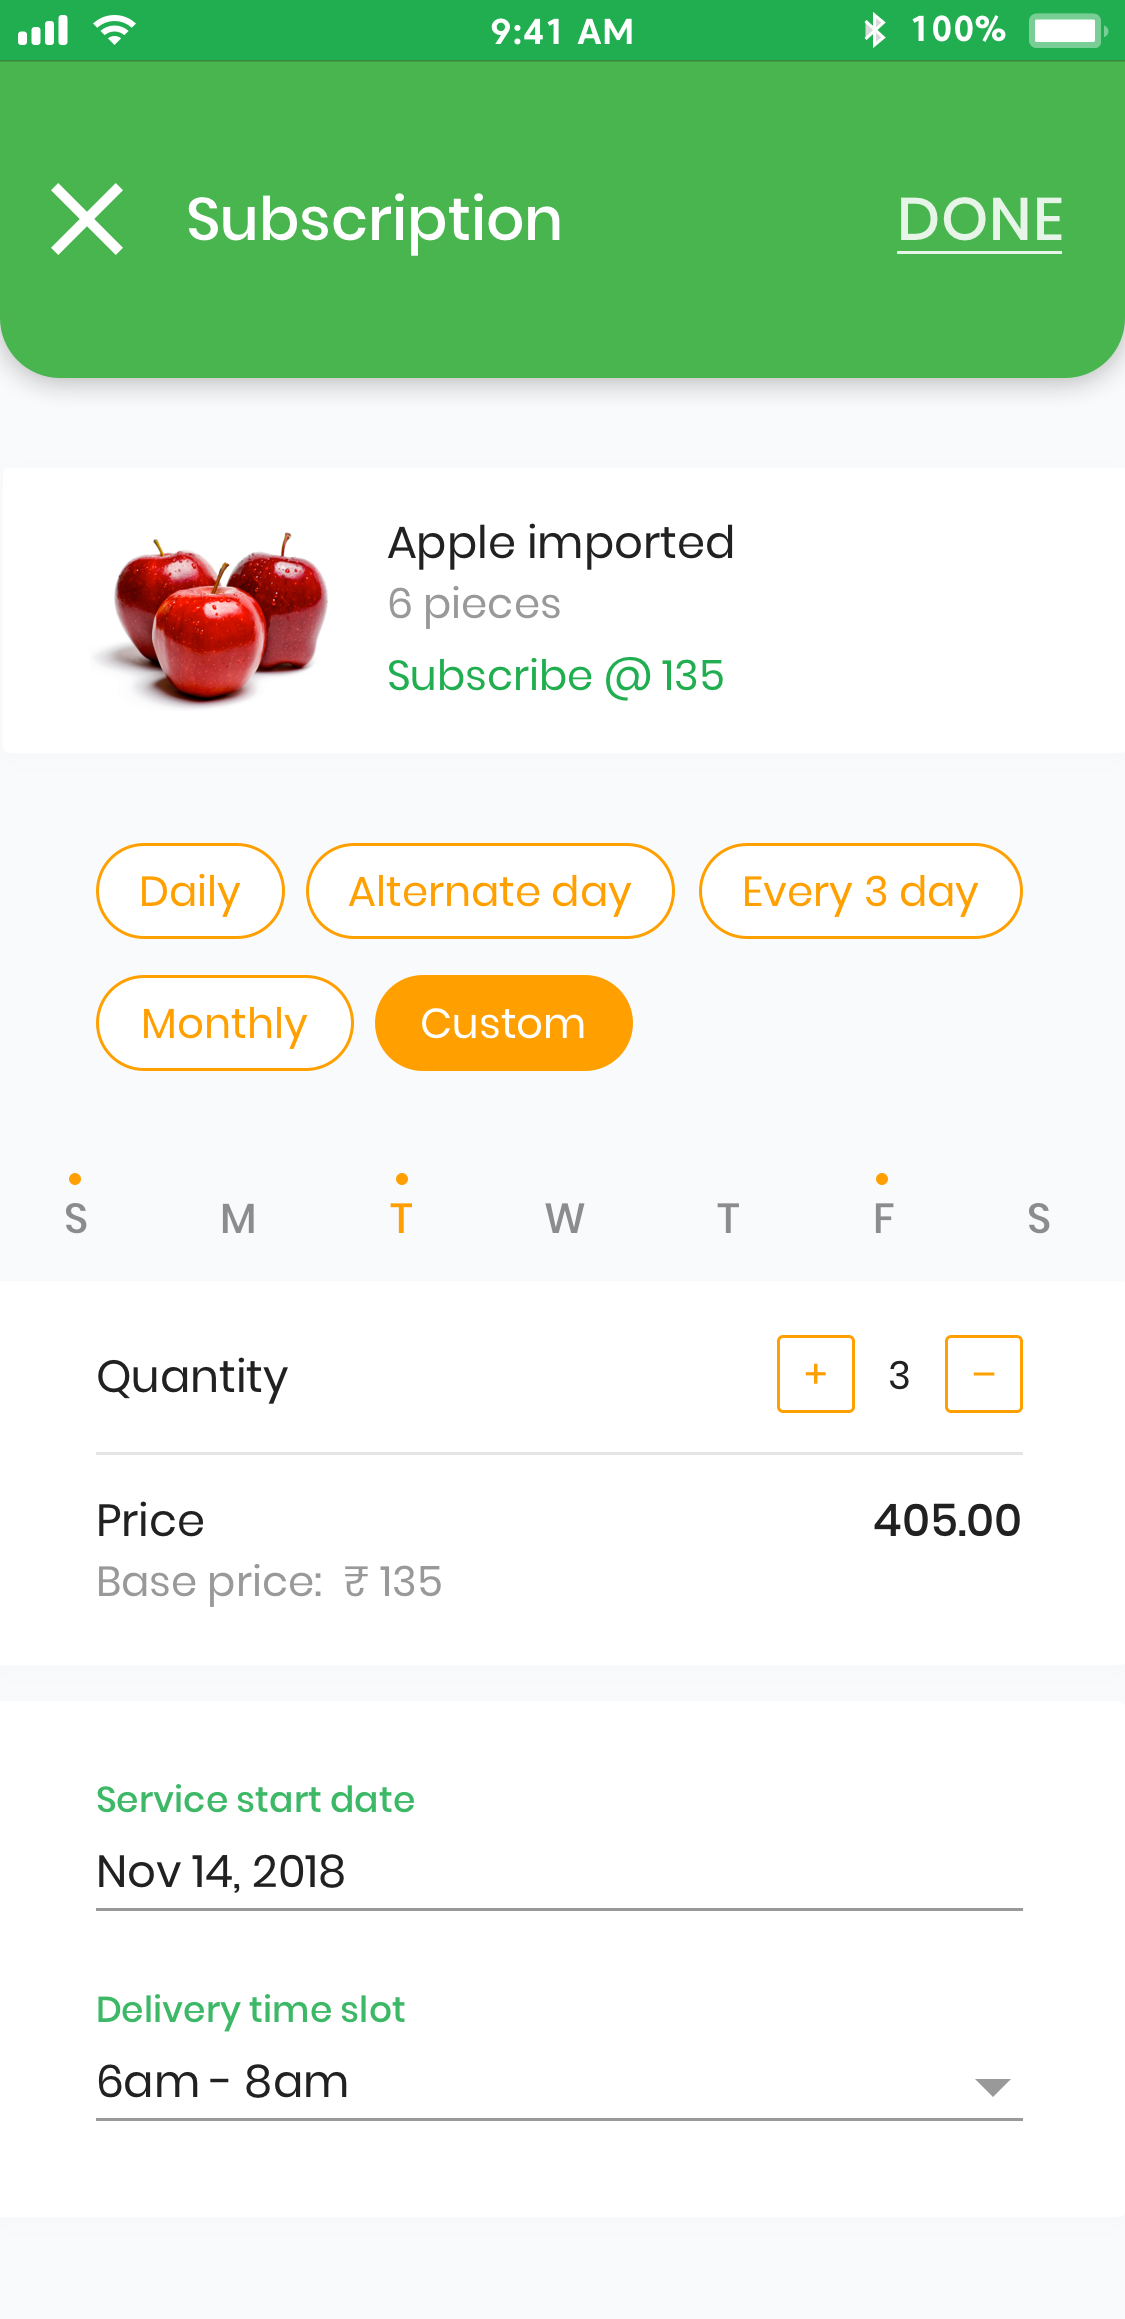 9:41 AM 100%
Subscription DONE
Apple imported
6 pieces
Subscribe @ 135
Daily Alternate day Every 3 day
Monthly Custom
S M T W T F S
Quantity + 3 –
Price 405.00
Base price: ₹ 135
Service start date
Nov 14, 2018
Delivery time slot
6am - 8am